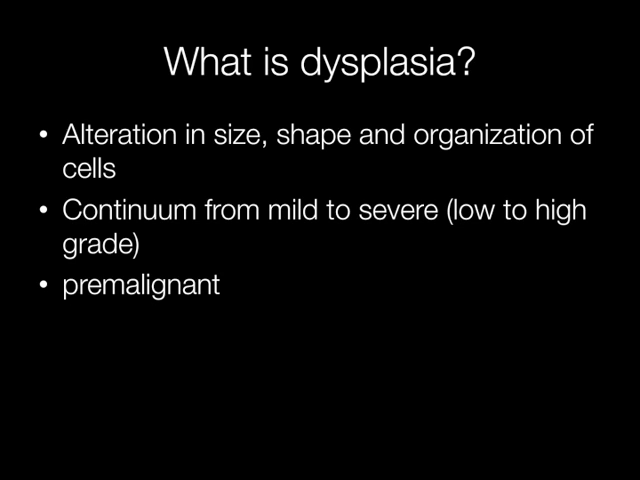 What is dysplasia?
• Alteration in size, shape and organization of
cells
• Continuum from mild to severe (low to high
grade)
• premalignant